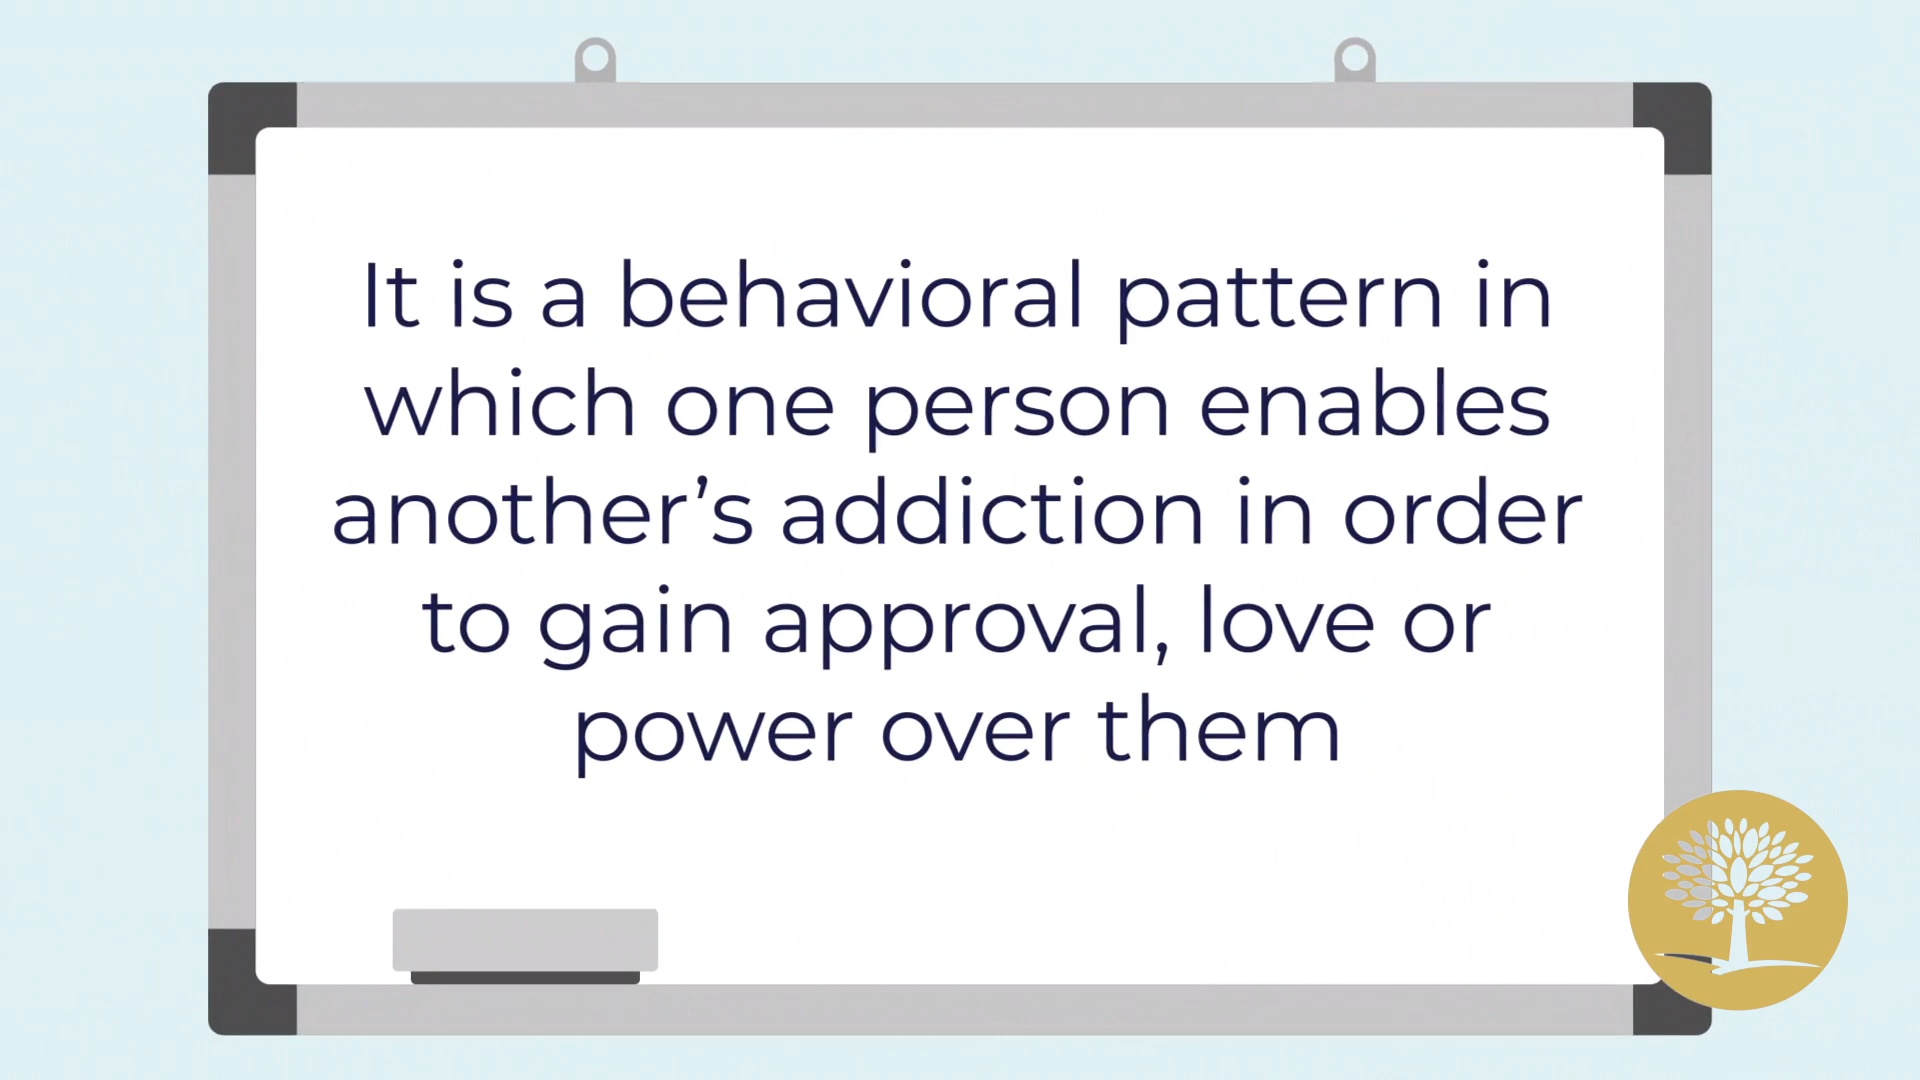 It is a behavioral pattern in
which one person enables
another’s addiction in order
to gain approval, love or
power over them